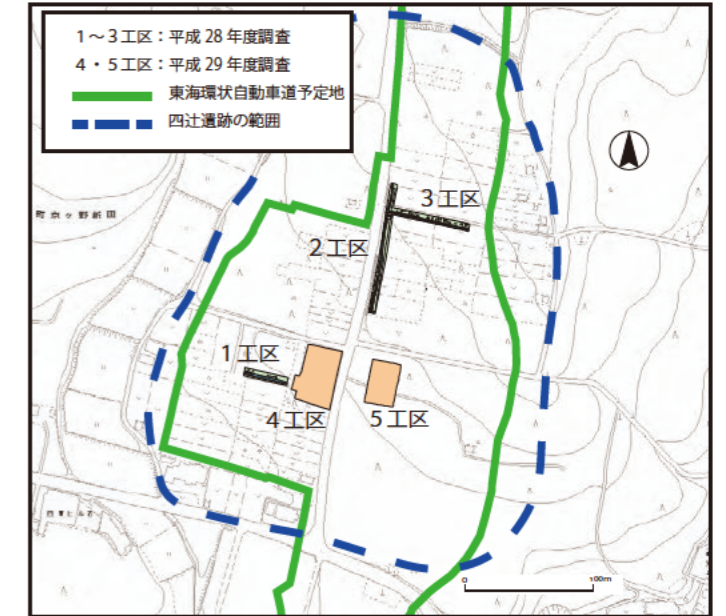 1～3工区：平成28年度調査
4・5工区：平成29年度調査
東海環状自動車道予定地
四辻遺跡の範囲
3工区
2工区
1工区
4工区
5工区
0 100m